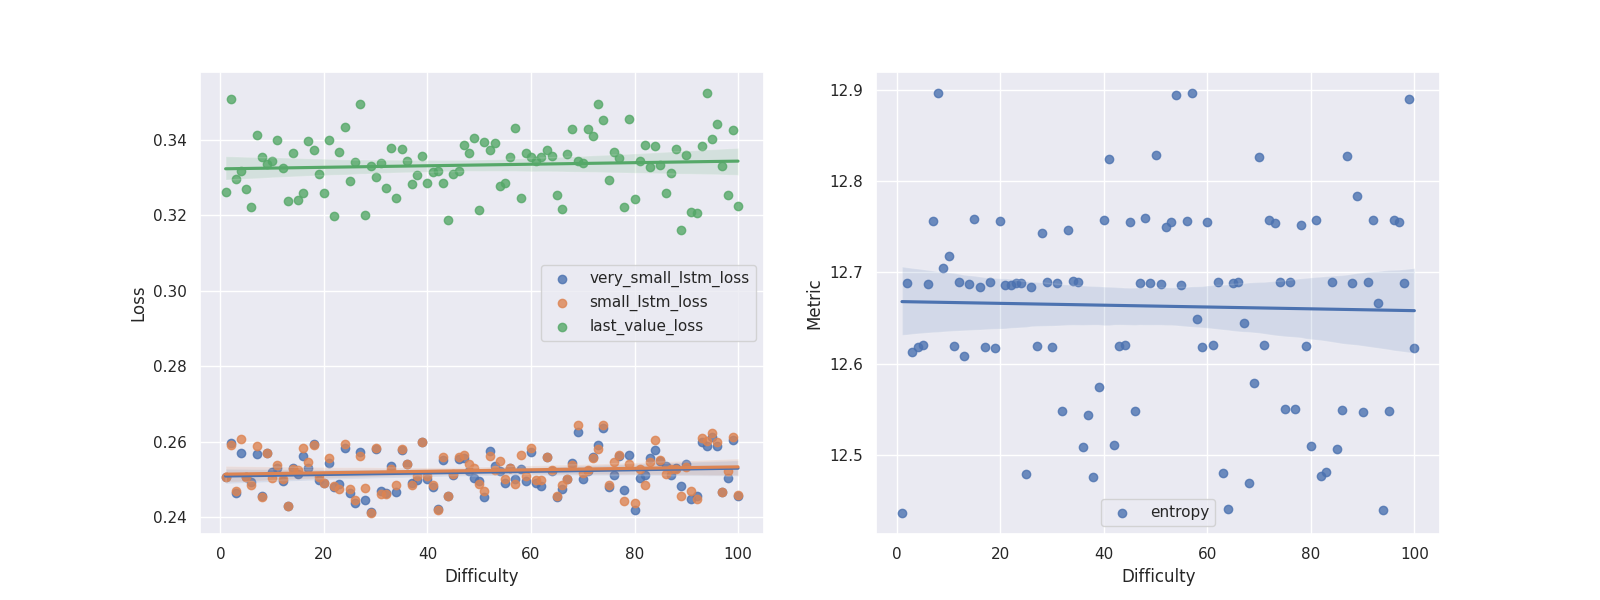 0.34
0.32
0.30
0.28
0.26
0.24
Loss
0 20 40 60 80 100
Difficulty
very_small_lstm_loss
small_lstm_loss
last_value_loss
12.9
12.8
12.7
12.6
12.5
Metric
0 20 40 60 80 100
Difficulty
entropy